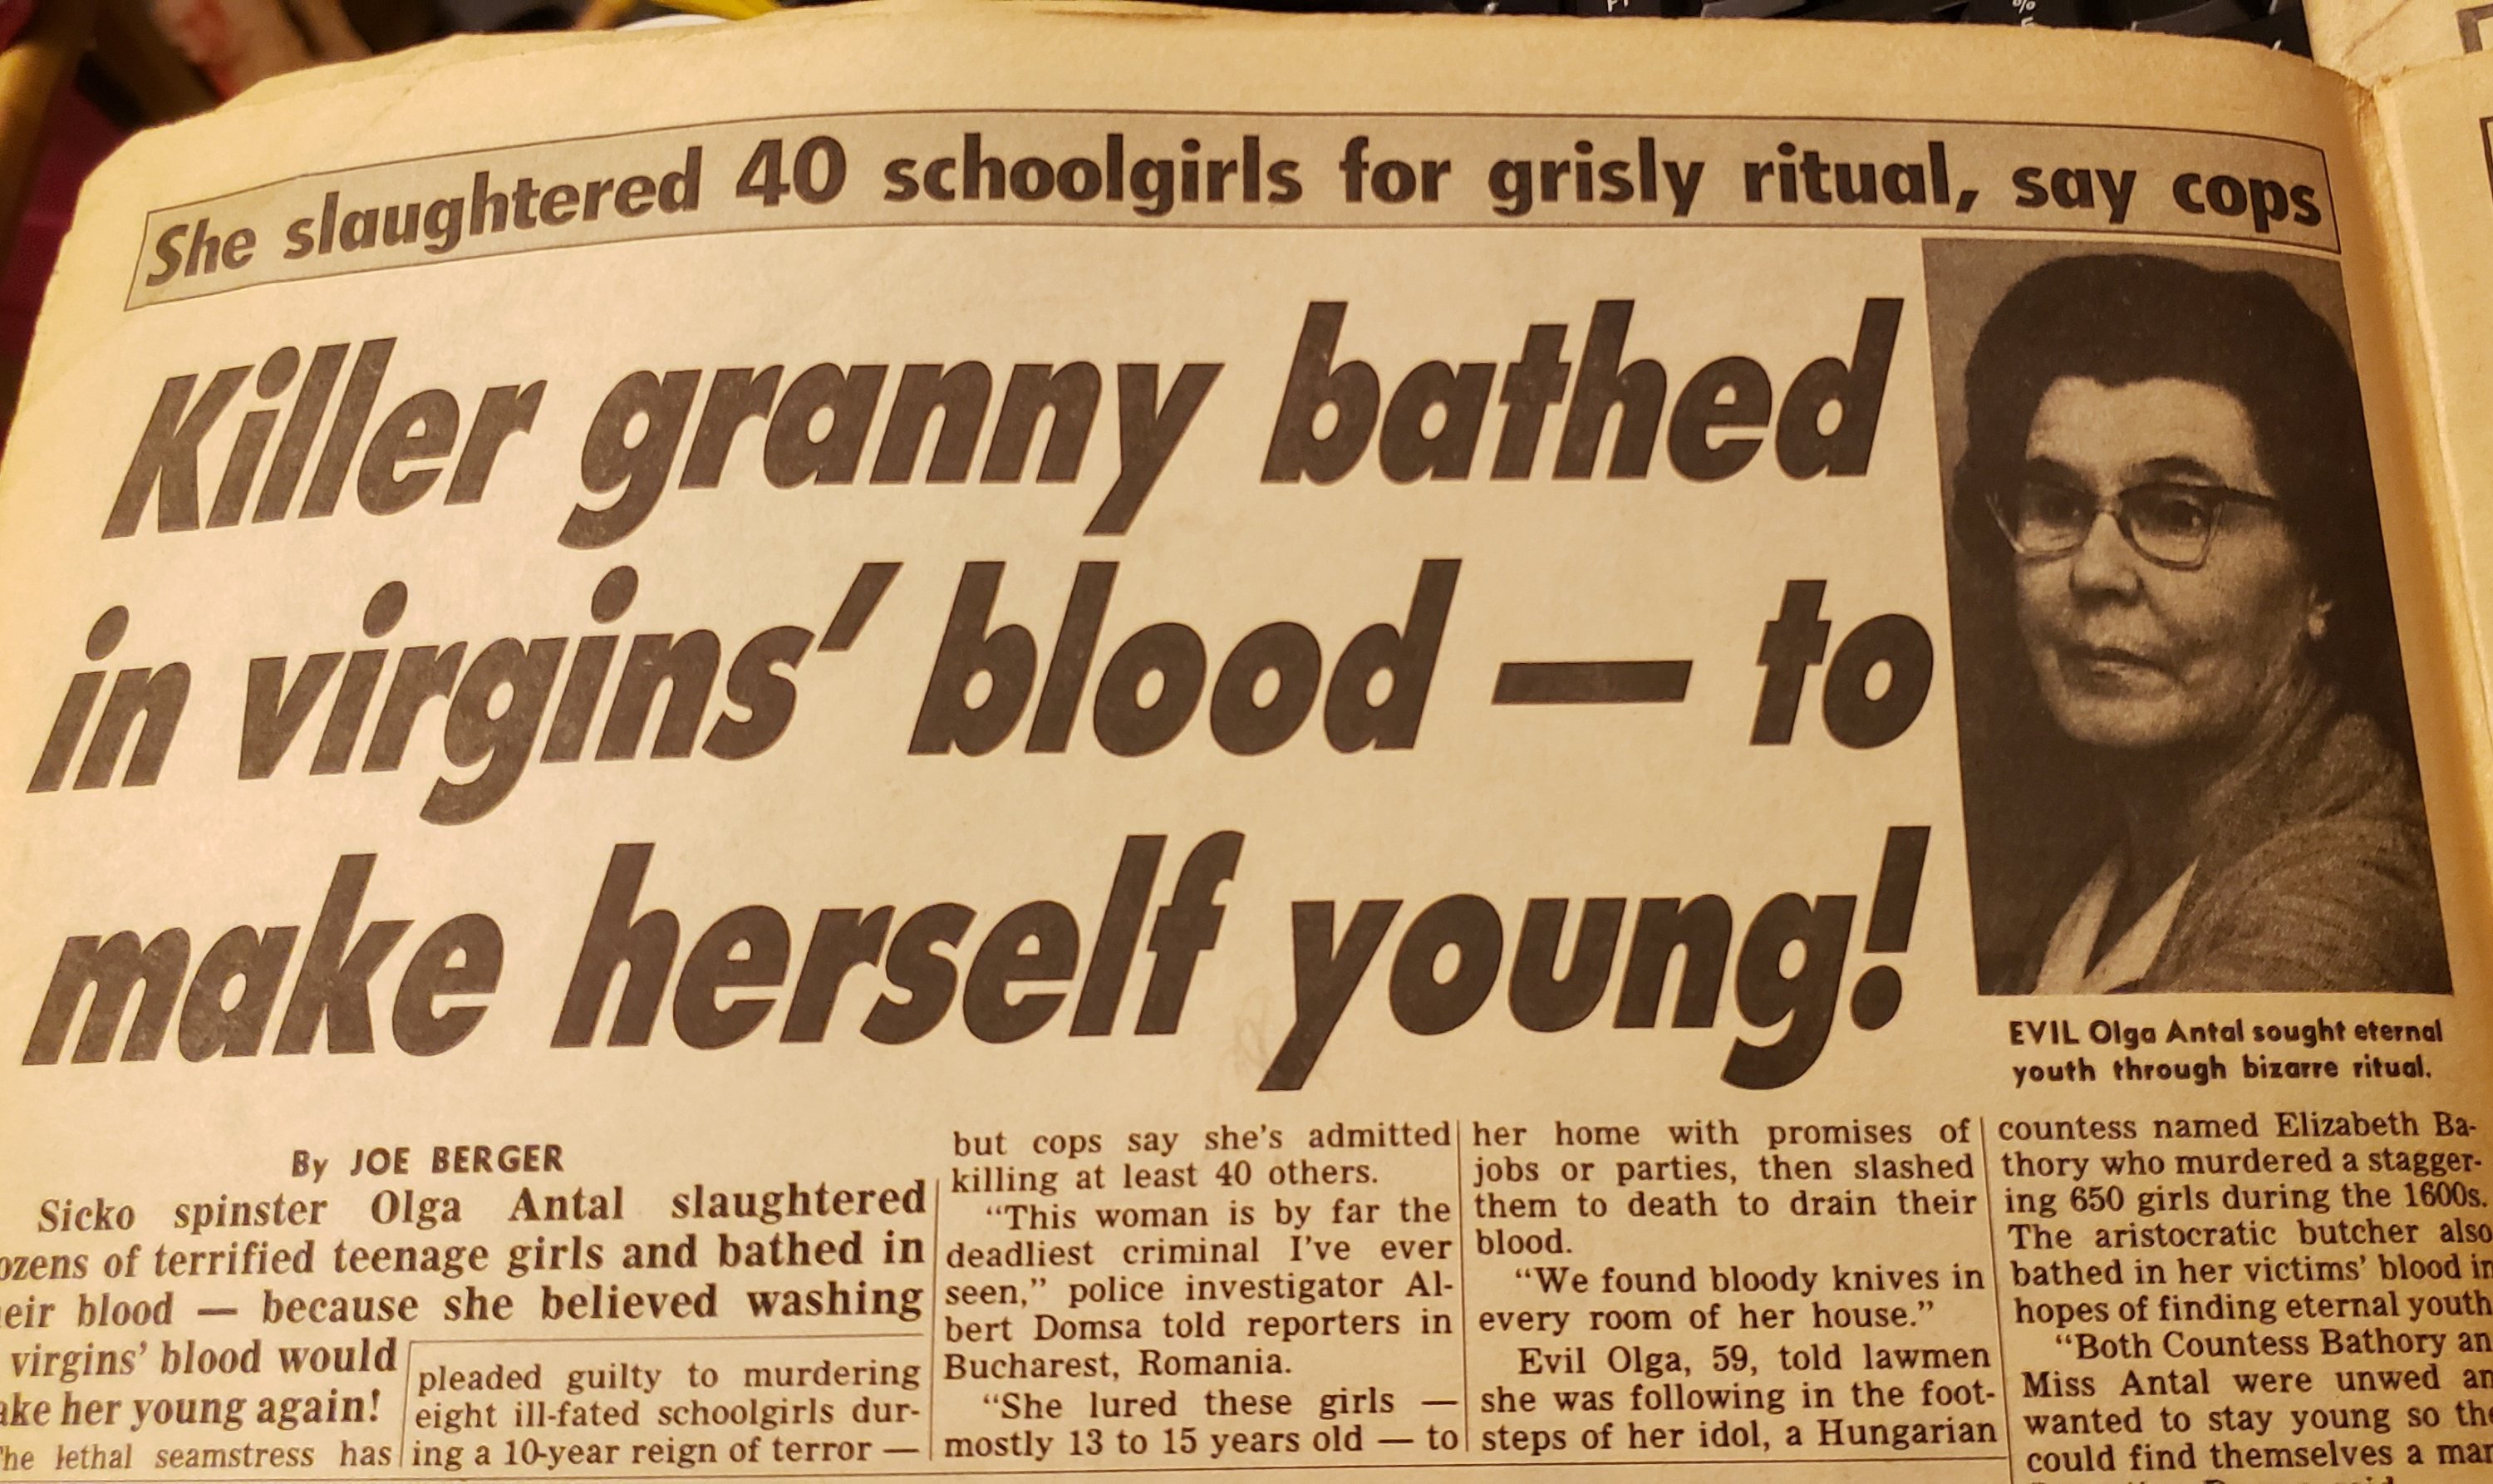 She slaughtered 40 schoolgirls for grisly ritual, say cops
Killer granny bathed
in virgins' blood — to
make herself young!
EVIL Olga Antal sought eternal
youth through bizarre ritual.
By JOE BERGER
Sicko spinster Olga Antal slaughtered
ozens of terrified teenage girls and bathed in
eir blood — because she believed washing
virgins' blood would
ake her young again!
The lethal seamstress has
pleaded guilty to murdering
eight ill-fated schoolgirls dur-
ing a 10-year reign of terror —
but cops say she's admitted
killing at least 40 others.
"This woman is by far the
deadliest criminal I've ever
seen," police investigator Al-
bert Domsa told reporters in
Bucharest, Romania.
"She lured these girls —
mostly 13 to 15 years old — to
her home with promises of
jobs or parties, then slashed
them to death to drain their
blood.
"We found bloody knives in
every room of her house."
Evil Olga, 59, told lawmen
she was following in the foot-
steps of her idol, a Hungarian
countess named Elizabeth Ba-
thory who murdered a stagger-
ing 650 girls during the 1600s.
The aristocratic butcher also
bathed in her victims' blood in
hopes of finding eternal youth
"Both Countess Bathory an
Miss Antal were unwed an
wanted to stay young so the
could find themselves a man